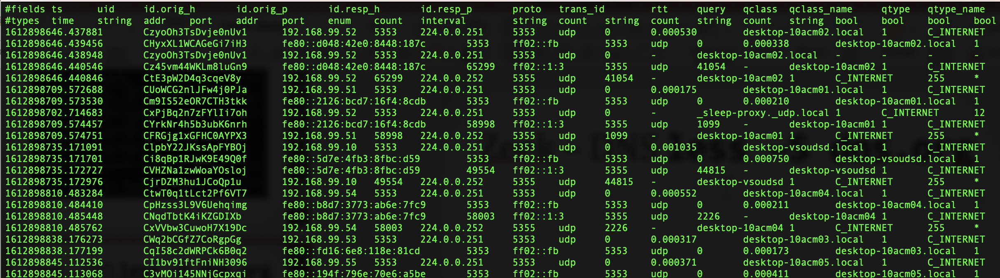 #fields ts uid id.orig_h id.orig_p id.resp_h id.resp_p proto trans_id rtt query qclass qclass_name qtype qtype_name
#types time string addr port addr port enum count interval string count string count string count string bool bool bool bool
1612898646.437881 CzyoOh3TsDvje0nUv1 192.168.99.52 5353 224.0.0.251 5353 udp 0 0.000530 desktop-10acm02.local 1 C_INTERNET
1612898646.439456 CHyxXL1WCAGeGi7iH3 fe80::d048:42e0:8448:187c 5353 ff02::fb 5353 udp 0 0.000338 desktop-10acm02.local 1
1612898646.438948 CzyoOh3TsDvje0nUv1 192.168.99.52 5353 224.0.0.251 5353 udp 0 - desktop-10acm02.local - - - -
1612898646.440546 Cz45vm44WKLm8luGn9 fe80::d048:42e0:8448:187c 65299 ff02::1:3 5355 udp 41054 - desktop-10acm02 1 C_INTERNET
1612898646.440846 CtE3pW2D4q3cqeV8y 192.168.99.52 65299 224.0.0.252 5355 udp 41054 - desktop-10acm02 1 C_INTERNET 255 *
1612898709.572688 CUoWCG2nlJFw4j0PJa 192.168.99.51 5353 224.0.0.251 5353 udp 0 0.000175 desktop-10acm01.local 1 C_INTERNET
1612898709.573530 Cm9IS52eOR7CTH3tkk fe80::2126:bcd7:16f4:8cdb 5353 ff02::fb 5353 udp 0 0.000210 desktop-10acm01.local 1
1612898702.714683 CxPjBq2n7zFYlIi7oh 192.168.99.52 5353 224.0.0.251 5353 udp 0 - _sleep-proxy._udp.local 1 C_INTERNET 12
1612898709.574457 CYrkNr4h5b3ubK6nrh fe80::2126:bcd7:16f4:8cdb 58998 ff02::1:3 5355 udp 1099 - desktop-10acm01 1 C_INTERNET
1612898709.574751 CFRGjg1xGFHC0AYPX3 192.168.99.51 58998 224.0.0.252 5355 udp 1099 - desktop-10acm01 1 C_INTERNET 255 *
1612898735.171091 ClpbY22JKssApFYBOj 192.168.99.10 5353 224.0.0.251 5353 udp 0 0.001035 desktop-vsoudsd.local 1 C_INTERNET
1612898735.171701 Ci8qBp1RJwK9E49Q0f fe80::5d7e:4fb3:8fbc:d59 5353 ff02::fb 5353 udp 0 0.000750 desktop-vsoudsd.local 1
1612898735.172727 CVHZNa1zwWoaYOsloj fe80::5d7e:4fb3:8fbc:d59 49554 ff02::1:3 5355 udp 44815 - desktop-vsoudsd 1 C_INTERNET
1612898735.172976 CjrDZM3hu1JCoQp1u 192.168.99.10 49554 224.0.0.252 5355 udp 44815 - desktop-vsoudsd 1 C_INTERNET 255 *
1612898810.483284 CtwT0q1tLct2Pf6VT7 192.168.99.54 5353 224.0.0.251 5353 udp 0 0.000552 desktop-10acm04.local 1 C_INTERNET
1612898810.484410 CpHzss3L9V6Uehqimg fe80::b8d7:3773:ab6e:7fc9 5353 ff02::fb 5353 udp 0 0.000211 desktop-10acm04.local 1
1612898810.485448 CNqdTbtK4iKZGDIXb fe80::b8d7:3773:ab6e:7fc9 58003 ff02::1:3 5355 udp 2226 - desktop-10acm04 1 C_INTERNET
1612898810.485762 CxVVbw3CuwoH7X19Dc 192.168.99.54 58003 224.0.0.252 5355 udp 2226 - desktop-10acm04 1 C_INTERNET 255 *
1612898838.176273 CWq2bCGfZ7CoRgpGg 192.168.99.53 5353 224.0.0.251 5353 udp 0 0.000317 desktop-10acm03.local 1 C_INTERNET
1612898838.177199 CqI58c2dWRPCk6B0q2 fe80::fd16:6e8:118e:81cd 5353 ff02::fb 5353 udp 0 0.000173 desktop-10acm03.local 1
1612898845.112536 CI1bv91ftFniNH3096 192.168.99.55 5353 224.0.0.251 5353 udp 0 0.000371 desktop-10acm05.local 1 C_INTERNET
1612898845.113068 C3vMOi145NNjGcpxqi fe80::194f:796e:70e6:a5be 5353 ff02::fb 5353 udp 0 0.000411 desktop-10acm05.local 1